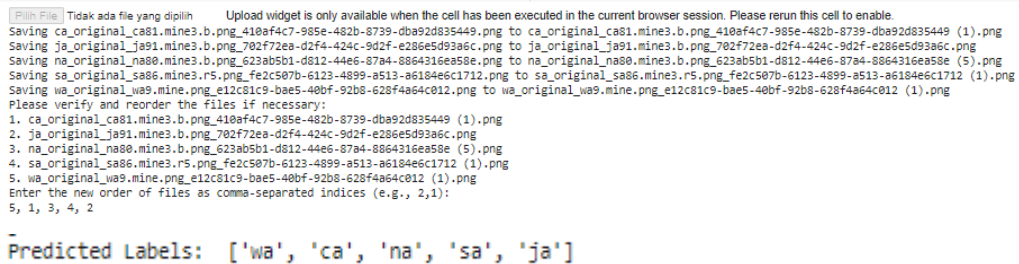 Pilih File Tidak ada file yang dipilih Upload widget is only available when the cell has been executed in the current browser session. Please rerun this cell to enable.
Saving ca_original_ca81.mine3.b.png_410af4c7-985e-482b-8739-dba92d835449.png to ca_original_ca81.mine3.b.png_410af4c7-985e-482b-8739-dba92d835449 (1).png
Saving ja_original_ja91.mine3.b.png_702f72ea-d2f4-424c-9d2f-e286e5d93a6c.png to ja_original_ja91.mine3.b.png_702f72ea-d2f4-424c-9d2f-e286e5d93a6c.png
Saving na_original_na80.mine3.b.png_623ab5b1-d812-44e6-87a4-8864316ea58e.png to na_original_na80.mine3.b.png_623ab5b1-d812-44e6-87a4-8864316ea58e (5).png
Saving sa_original_sa86.mine3.r5.png_fe2c507b-6123-4899-a513-a6184e6c1712.png to sa_original_sa86.mine3.r5.png_fe2c507b-6123-4899-a513-a6184e6c1712 (1).png
Saving wa_original_wa9.mine.png_e12c81c9-bae5-40bf-92b8-628f4a64c012.png to wa_original_wa9.mine.png_e12c81c9-bae5-40bf-92b8-628f4a64c012 (1).png
Please verify and reorder the files if necessary:
1. ca_original_ca81.mine3.b.png_410af4c7-985e-482b-8739-dba92d835449 (1).png
2. ja_original_ja91.mine3.b.png_702f72ea-d2f4-424c-9d2f-e286e5d93a6c.png
3. na_original_na80.mine3.b.png_623ab5b1-d812-44e6-87a4-8864316ea58e (5).png
4. sa_original_sa86.mine3.r5.png_fe2c507b-6123-4899-a513-a6184e6c1712 (1).png
5. wa_original_wa9.mine.png_e12c81c9-bae5-40bf-92b8-628f4a64c012 (1).png
Enter the new order of files as comma-separated indices (e.g., 2,1):
5, 1, 3, 4, 2
Predicted Labels: ['wa', 'ca', 'na', 'sa', 'ja']